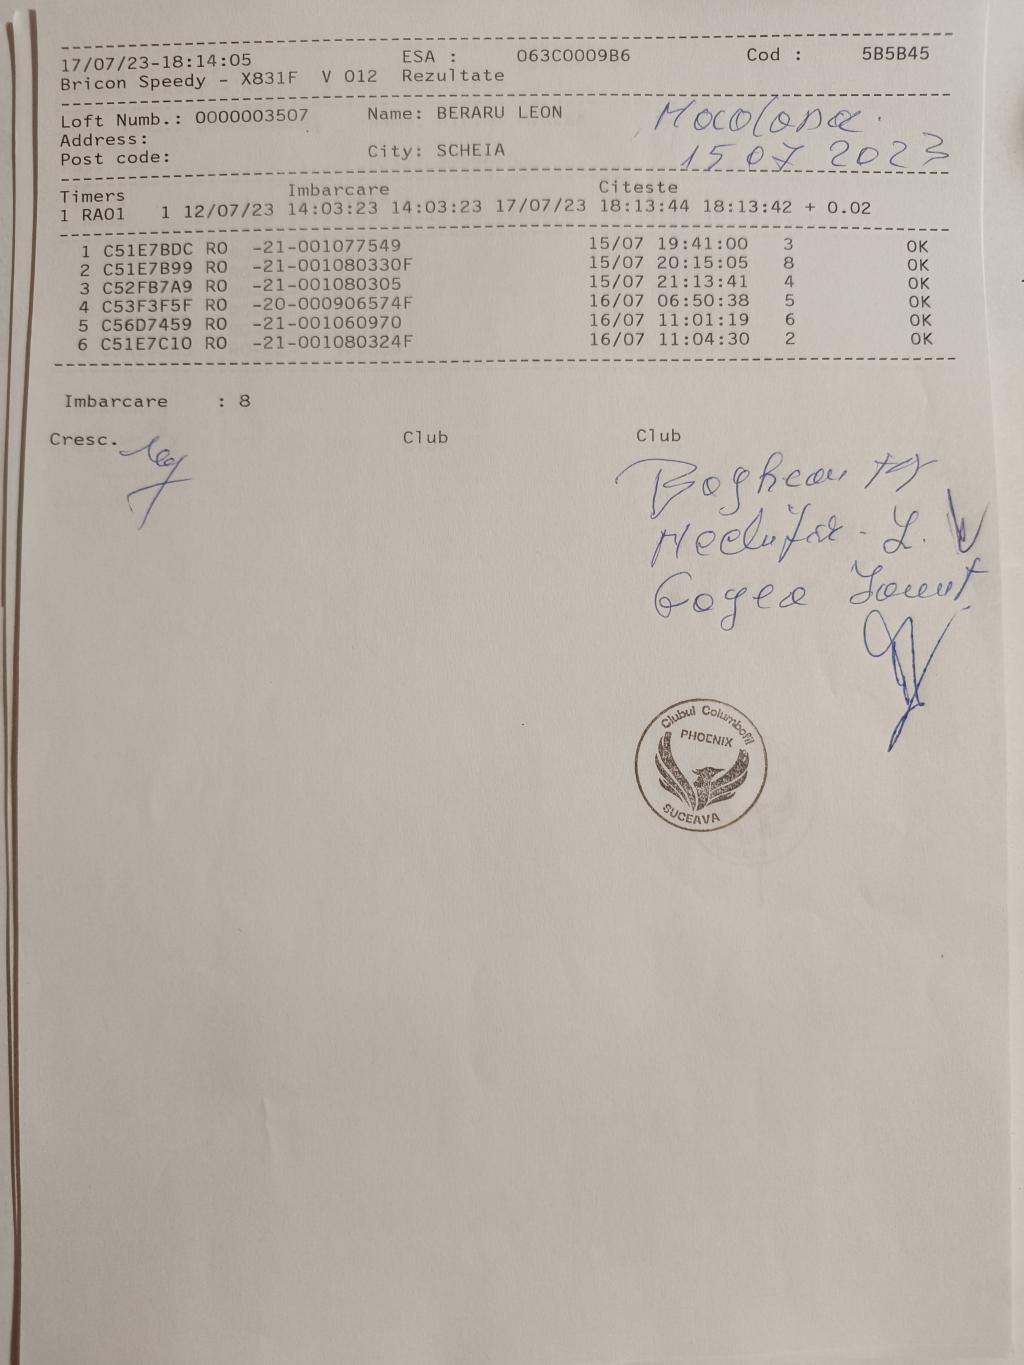 17/07/23-18:14:05 ESA : 063C0009B6 Cod : 5B5B45
Bricon Speedy - X831F V 012 Rezultate
Loft Numb.: 0000003507 Name: BERARU LEON
Address:
Post code: City: SCHEIA
15 07 2023
Timers Imbarcare Citeste
1 RA01 1 12/07/23 14:03:23 14:03:23 17/07/23 18:13:44 18:13:42 + 0.02
1 C51E7BDC RO -21-001077549 15/07 19:41:00 3 OK
2 C51E7B99 RO -21-001080330F 15/07 20:15:05 8 OK
3 C52FB7A9 RO -21-001080305 15/07 21:13:41 4 OK
4 C53F3F5F RO -20-000906574F 16/07 06:50:38 5 OK
5 C56D7459 RO -21-001060970 16/07 11:01:19 6 OK
6 C51E7C10 RO -21-001080324F 16/07 11:04:30 2 OK
Imbarcare : 8
Cresc. Club Club
Clubul Columbofil
PHOENIX
SUCEAVA